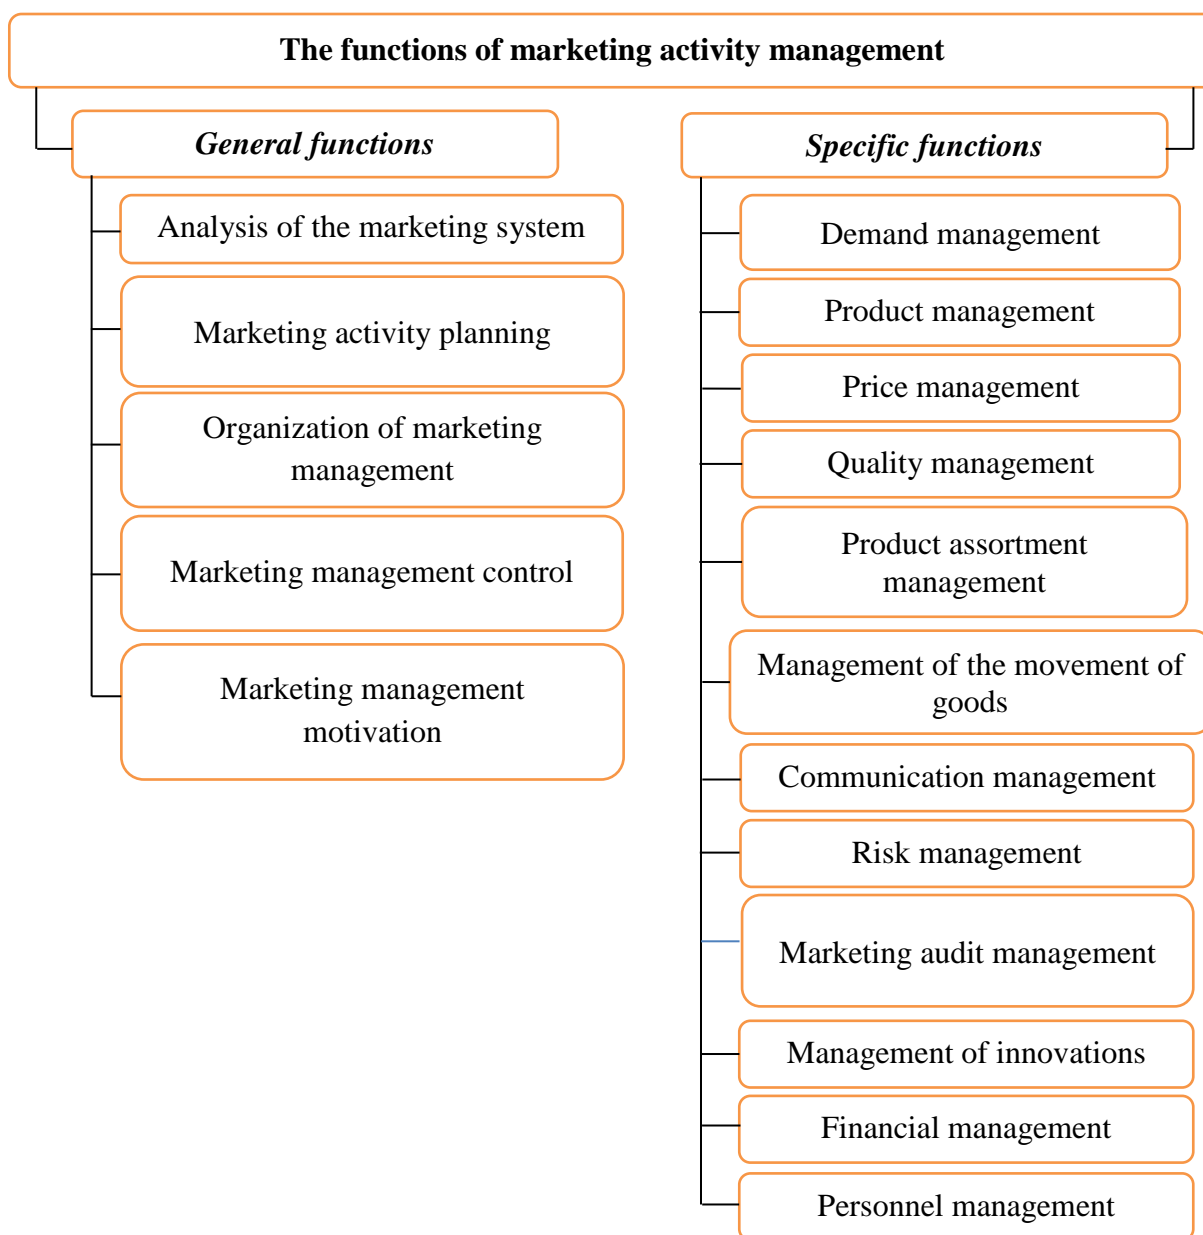 The functions of marketing activity management
General functions
Analysis of the marketing system
Marketing activity planning
Organization of marketing
management
Marketing management control
Marketing management
motivation
Specific functions
Demand management
Product management
Price management
Quality management
Product assortment
management
Management of the movement of
goods
Communication management
Risk management
Marketing audit management
Management of innovations
Financial management
Personnel management